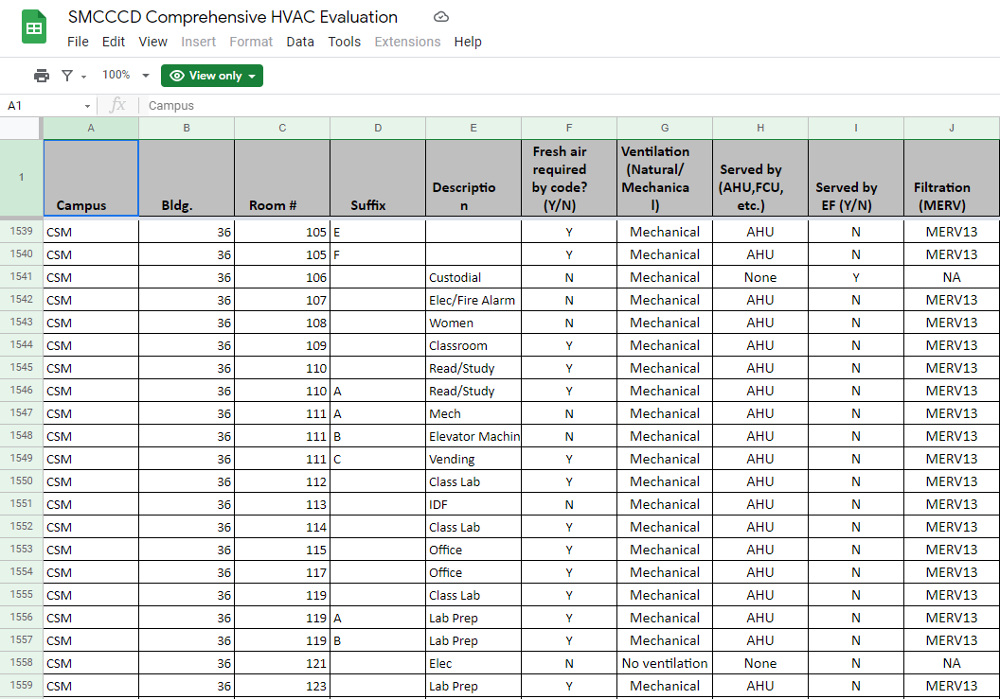 SMCCCD Comprehensive HVAC Evaluation
File Edit View Insert Format Data Tools Extensions Help
100% View only
A1 fx Campus
A B C D E F G H I J
1 Campus Bldg. Room # Suffix Descriptio n Fresh air required by code? (Y/N) Ventilation (Natural/ Mechanica l) Served by (AHU,FCU, etc.) Served by EF (Y/N) Filtration (MERV)
1539 CSM 36 105 E Y Mechanical AHU N MERV13
1540 CSM 36 105 F Y Mechanical AHU N MERV13
1541 CSM 36 106 Custodial N Mechanical None Y NA
1542 CSM 36 107 Elec/Fire Alarm N Mechanical AHU N MERV13
1543 CSM 36 108 Women N Mechanical AHU N MERV13
1544 CSM 36 109 Classroom Y Mechanical AHU N MERV13
1545 CSM 36 110 Read/Study Y Mechanical AHU N MERV13
1546 CSM 36 110 A Read/Study Y Mechanical AHU N MERV13
1547 CSM 36 111 A Mech N Mechanical AHU N MERV13
1548 CSM 36 111 B Elevator Machin N Mechanical AHU N MERV13
1549 CSM 36 111 C Vending Y Mechanical AHU N MERV13
1550 CSM 36 112 Class Lab Y Mechanical AHU N MERV13
1551 CSM 36 113 IDF N Mechanical AHU N MERV13
1552 CSM 36 114 Class Lab Y Mechanical AHU N MERV13
1553 CSM 36 115 Office Y Mechanical AHU N MERV13
1554 CSM 36 117 Office Y Mechanical AHU N MERV13
1555 CSM 36 119 Class Lab Y Mechanical AHU N MERV13
1556 CSM 36 119 A Lab Prep Y Mechanical AHU N MERV13
1557 CSM 36 119 B Lab Prep Y Mechanical AHU N MERV13
1558 CSM 36 121 Elec N No ventilation None N NA
1559 CSM 36 123 Lab Prep Y Mechanical AHU N MERV13